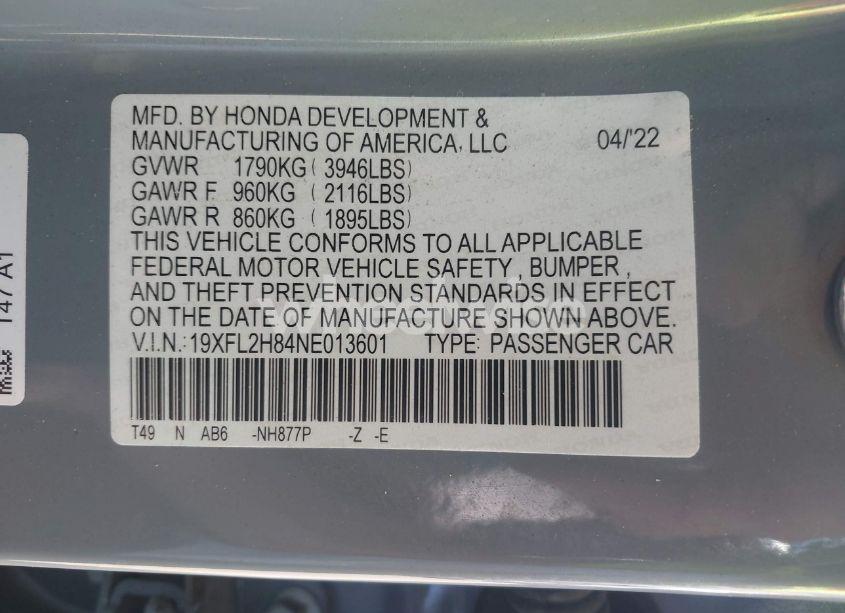 MFD. BY HONDA DEVELOPMENT &
MANUFACTURING OF AMERICA, LLC 04/'22
GVWR 1790KG ( 3946LBS)
GAWR F 960KG ( 2116LBS)
GAWR R 860KG ( 1895LBS)
THIS VEHICLE CONFORMS TO ALL APPLICABLE
FEDERAL MOTOR VEHICLE SAFETY , BUMPER ,
AND THEFT PREVENTION STANDARDS IN EFFECT
ON THE DATE OF MANUFACTURE SHOWN ABOVE.
V.I.N.:19XFL2H84NE013601 TYPE: PASSENGER CAR
T49 N AB6 -NH877P -Z -E
T47 A1